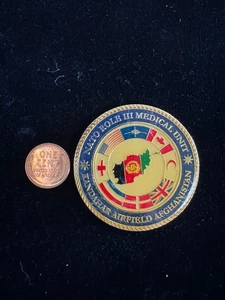 NATO ROLE III MEDICAL UNIT
KANDAHAR AIRFIELD AFGHANISTAN
ONE
CENT